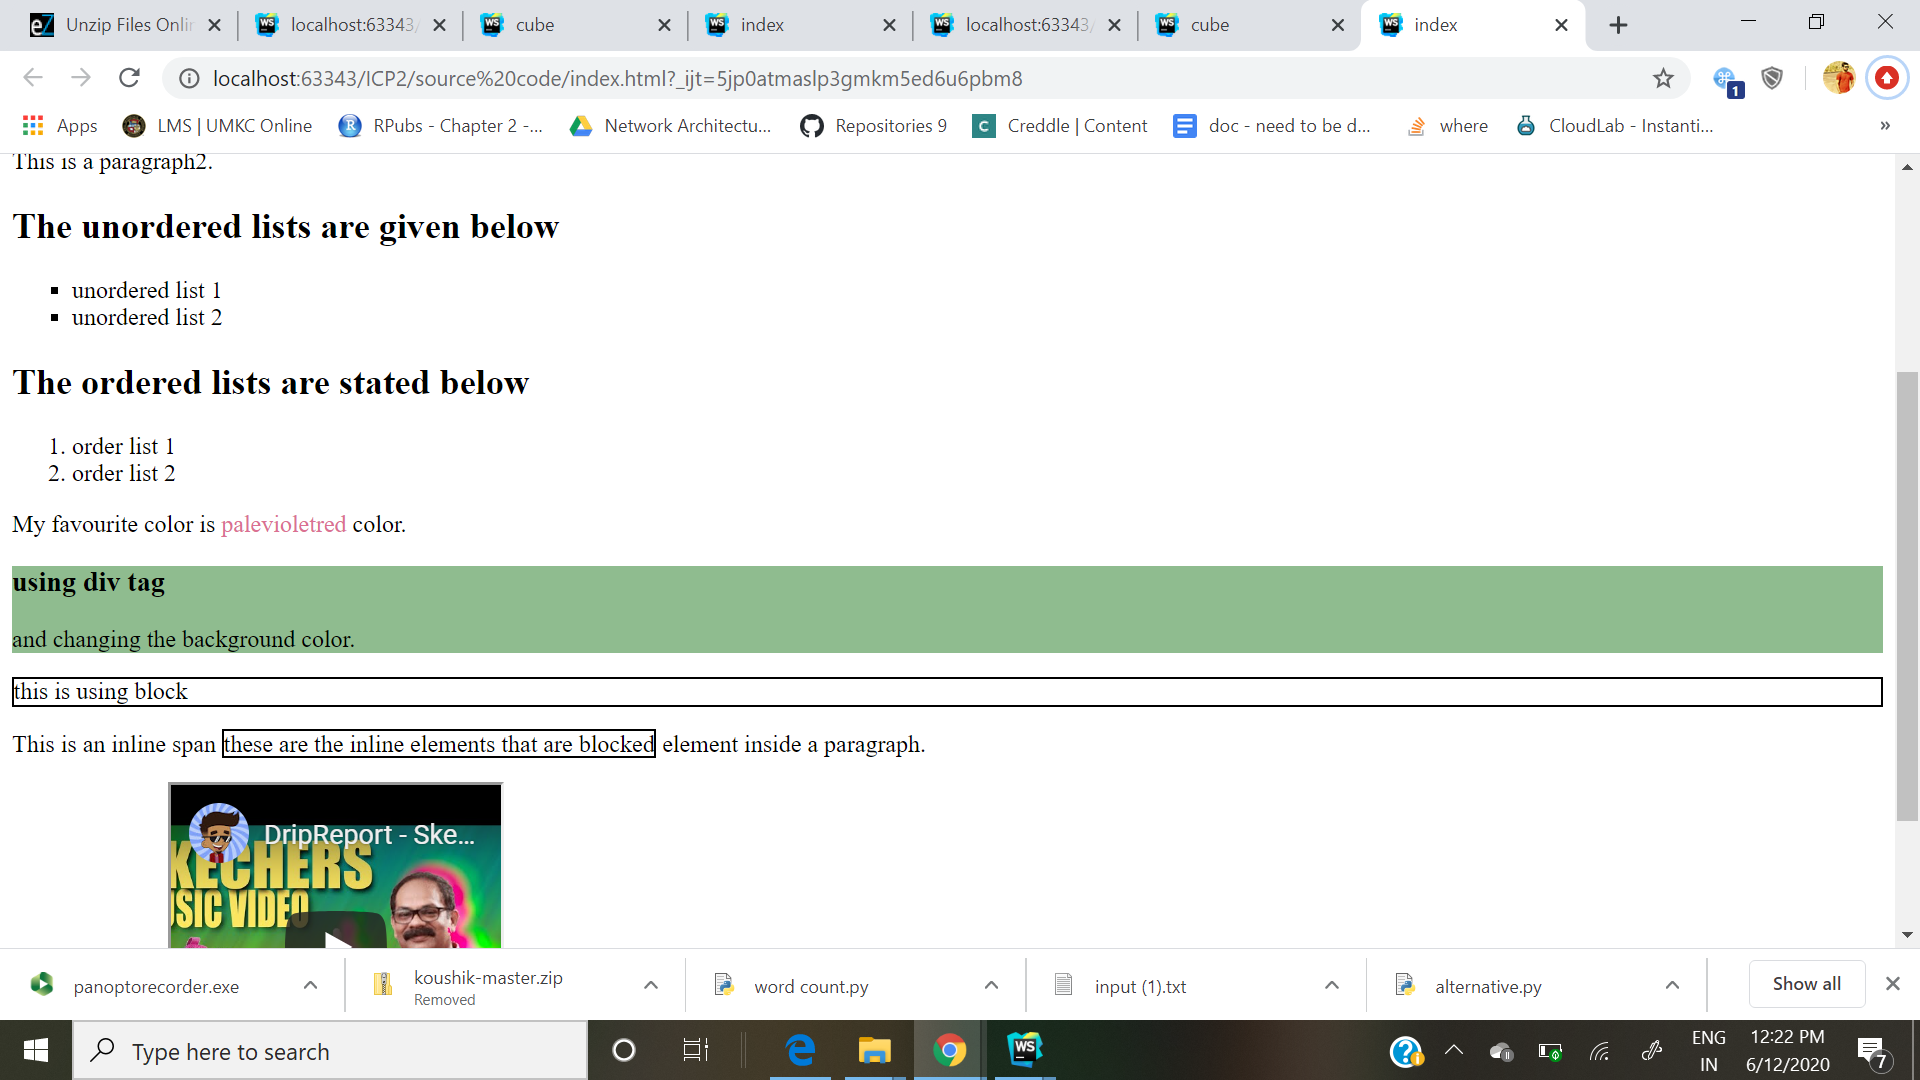 Unzip Files Onlin
localhost:63343/
cube
index
localhost:63343/
cube
index
localhost:63343/ICP2/source%20code/index.html?_ijt=5jp0atmaslp3gmkm5ed6u6pbm8
1
Apps
LMS | UMKC Online
RPubs - Chapter 2 -...
Network Architectu...
Repositories 9
Creddle | Content
doc - need to be d...
where
CloudLab - Instanti...
»
This is a paragraph2.
The unordered lists are given below
unordered list 1
unordered list 2
The ordered lists are stated below
1. order list 1
2. order list 2
My favourite color is palevioletred color.
using div tag
and changing the background color.
this is using block
This is an inline span these are the inline elements that are blocked element inside a paragraph.
DripReport - Ske...
KECHERS
USIC VIDEO
panoptorecorder.exe
koushik-master.zip
Removed
word count.py
input (1).txt
alternative.py
Show all
Type here to search
WS
ENG
IN
12:22 PM
6/12/2020
7